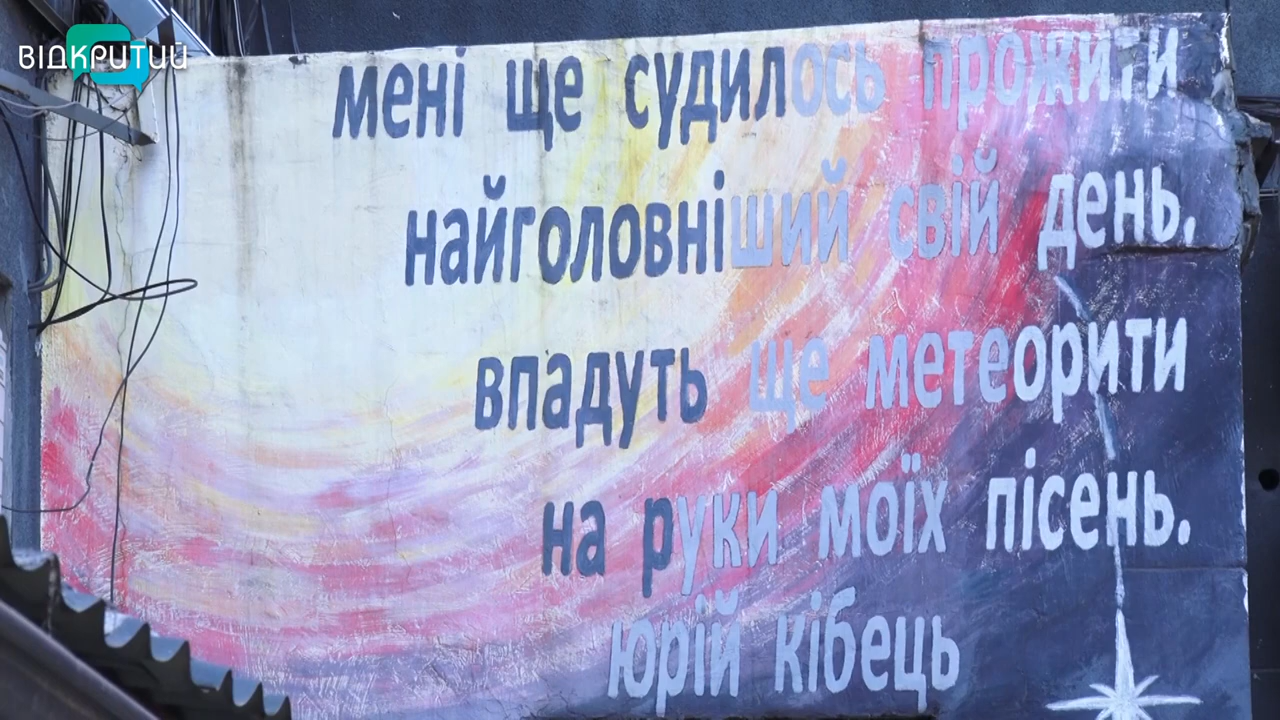 ВІДКРИТИЙ
мені ще судилось прожити
найголовніший свій день.
впадуть ще метеорити
на руки моїх пісень.
юрій кібець